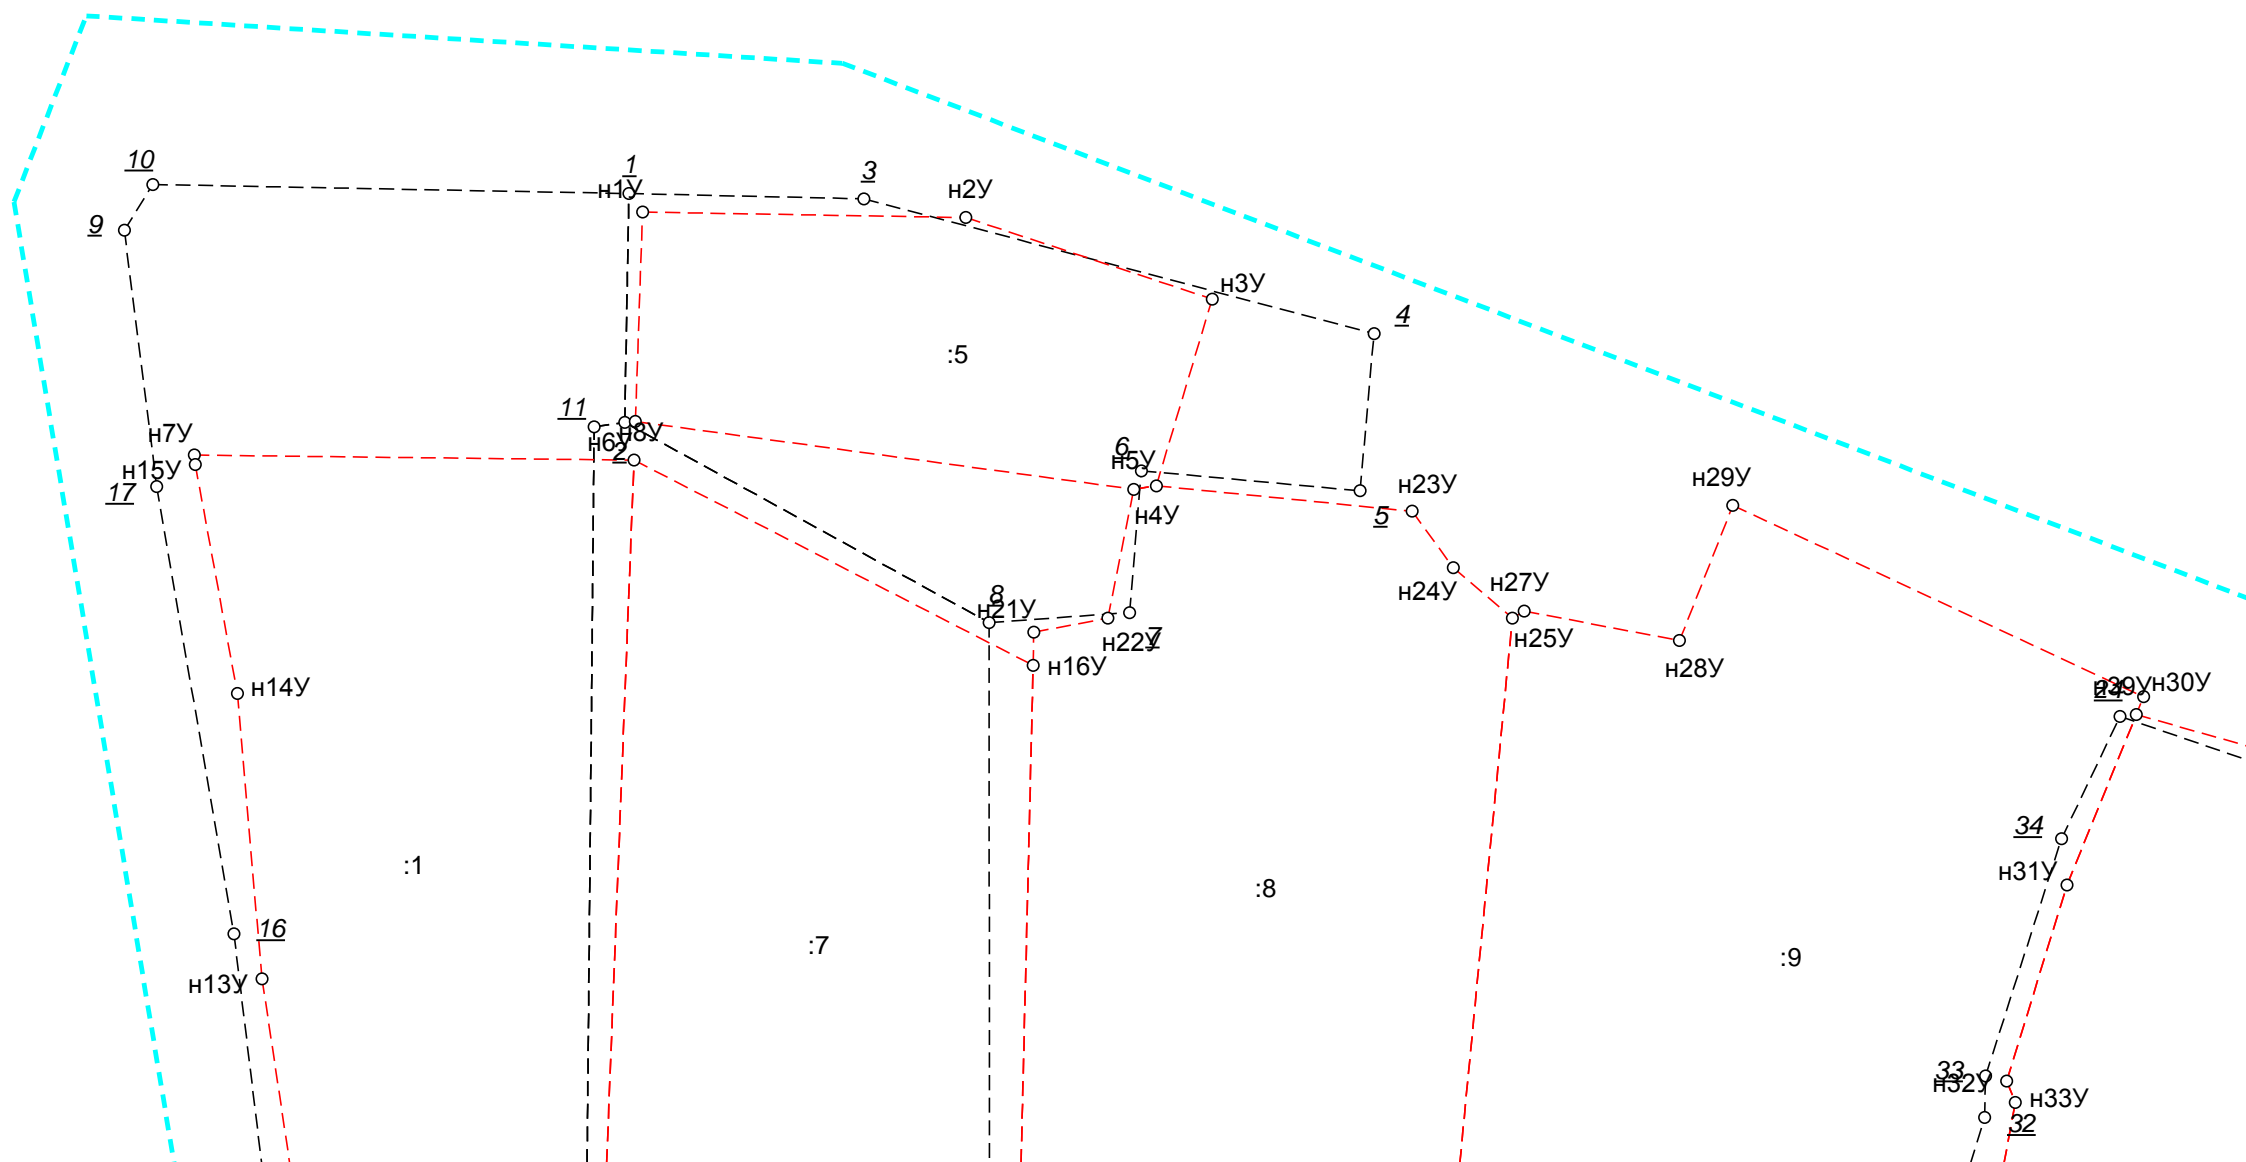 10
1
3
н1У
н2У
9
н3У
4
:5
11
н7У
н6У
н8У
6
2
н5У
н15У
17
н29У
н23У
н4У
5
н24У
н27У
8
н21У
н25У
н22У
7
н16У
н28У
н14У
н39У
н30У
24
34
:1
:8
н31У
16
:7
:9
н13У
33
н32У
н33У
32